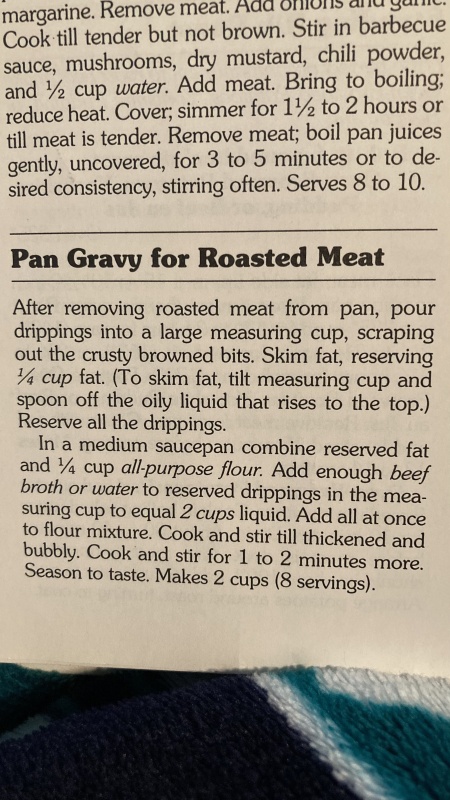 margarine. Remove meat. Add onions and garlic.
Cook till tender but not brown. Stir in barbecue
sauce, mushrooms, dry mustard, chili powder,
and ½ cup water. Add meat. Bring to boiling;
reduce heat. Cover; simmer for 1½ to 2 hours or
till meat is tender. Remove meat; boil pan juices
gently, uncovered, for 3 to 5 minutes or to de-
sired consistency, stirring often. Serves 8 to 10.
Pan Gravy for Roasted Meat
After removing roasted meat from pan, pour
drippings into a large measuring cup, scraping
out the crusty browned bits. Skim fat, reserving
¼ cup fat. (To skim fat, tilt measuring cup and
spoon off the oily liquid that rises to the top.)
Reserve all the drippings.
In a medium saucepan combine reserved fat
and ¼ cup all-purpose flour. Add enough beef
broth or water to reserved drippings in the mea-
suring cup to equal 2 cups liquid. Add all at once
to flour mixture. Cook and stir till thickened and
bubbly. Cook and stir for 1 to 2 minutes more.
Season to taste. Makes 2 cups (8 servings).